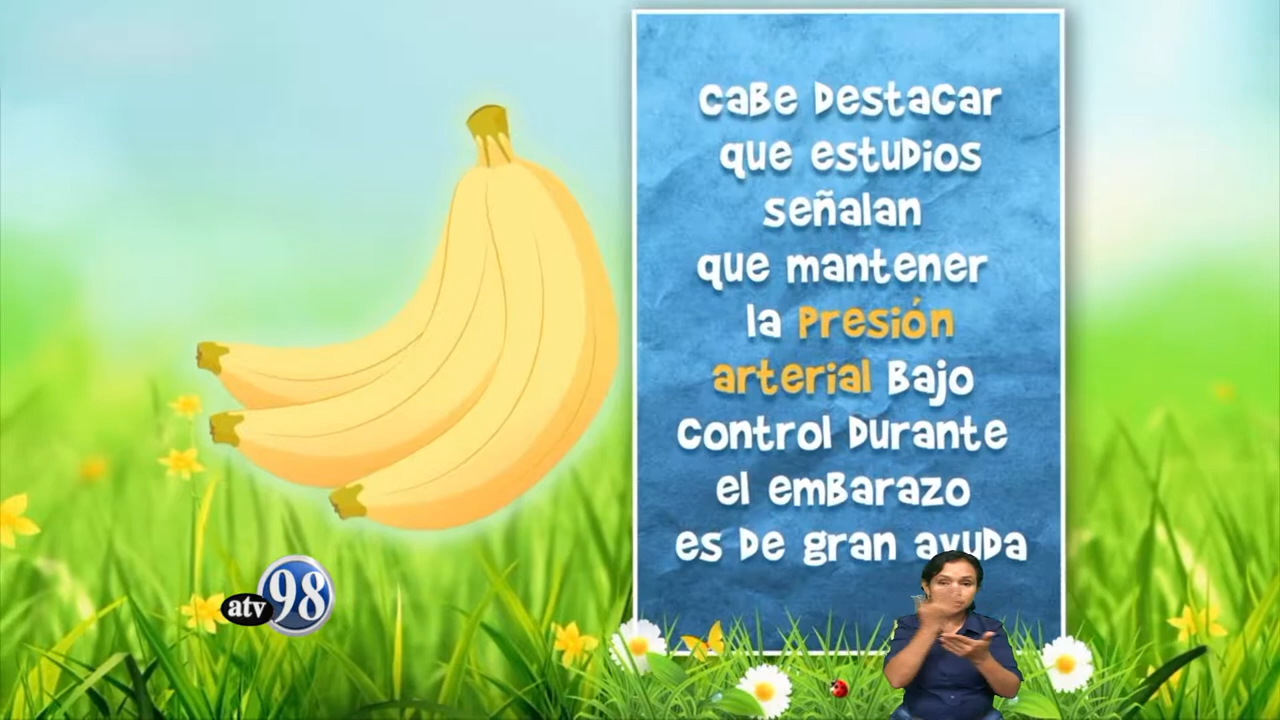 Cabe destacar
que estudios
señalan
que mantener
la Presión
arterial Bajo
control durante
el embarazo
es de gran ayuda
atv 98